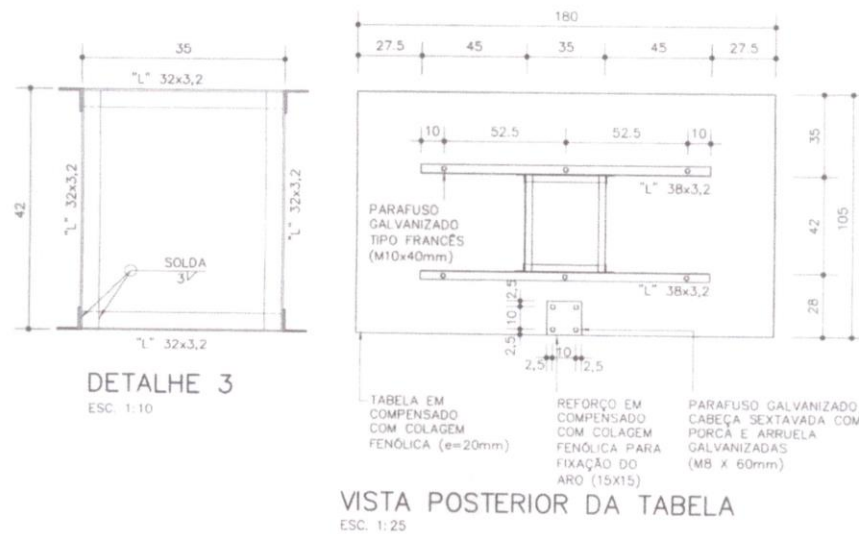 35
"L" 32x3,2
42
"L" 32x3,2
"L" 32x3,2
SOLDA
3
"L" 32x3,2
DETALHE 3
ESC. 1:10
180
27.5 45 35 45 27.5
10 52.5 52.5 10
35
42
28
105
"L" 38x3,2
PARAFUSO
GALVANIZADO
TIPO FRANCÊS
(M10x40mm)
"L" 38x3,2
2,5
10
2,5
2,5 10 2,5
TABELA EM
COMPENSADO
COM COLAGEM
FENÓLICA (e=20mm)
REFORÇO EM
COMPENSADO
COM COLAGEM
FENÓLICA PARA
FIXAÇÃO DO
ARO (15X15)
PARAFUSO GALVANIZADO
CABEÇA SEXTAVADA COM
PORCA E ARRUELA
GALVANIZADAS
(M8 X 60mm)
VISTA POSTERIOR DA TABELA
ESC. 1:25